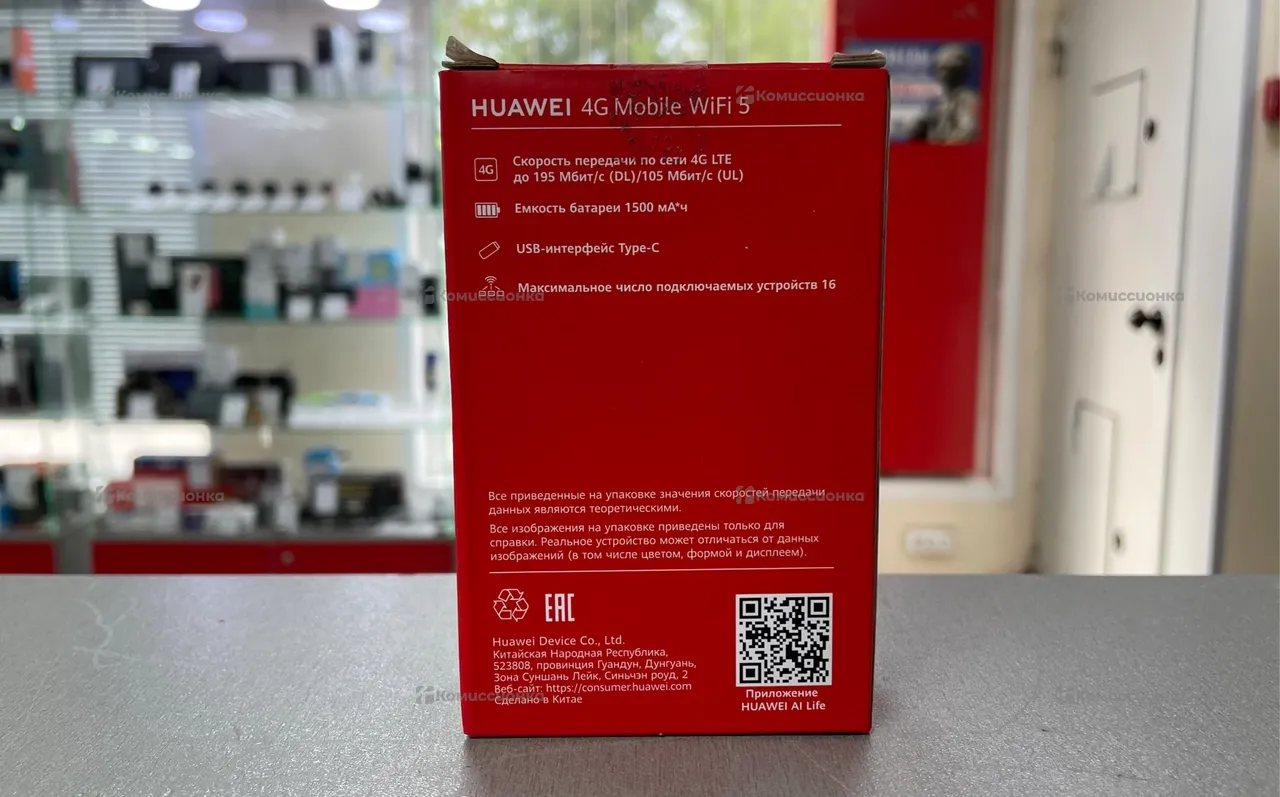 HUAWEI 4G Mobile WiFi 5
4G
Скорость передачи по сети 4G LTE
до 195 Мбит/с (DL)/105 Мбит/с (UL)
Емкость батареи 1500 мА*ч
USB-интерфейс Type-C
Максимальное число подключаемых устройств 16
Все приведенные на упаковке значения скоростей передачи
данных являются теоретическими.
Все изображения на упаковке приведены только для
справки. Реальное устройство может отличаться от данных
изображений (в том числе цветом, формой и дисплеем).
EAC
Huawei Device Co., Ltd.
Китайская Народная Республика,
523808, провинция Гуандун, Дунгуань,
Зона Суншань Лейк, Синьчэн роуд, 2
Веб-сайт: https://consumer.huawei.com
Сделано в Китае
Приложение
HUAWEI AI Life
Комиссионка
Комиссионка
Комиссионка
Комиссионка
Комиссионка
Комиссионка
Комиссионка